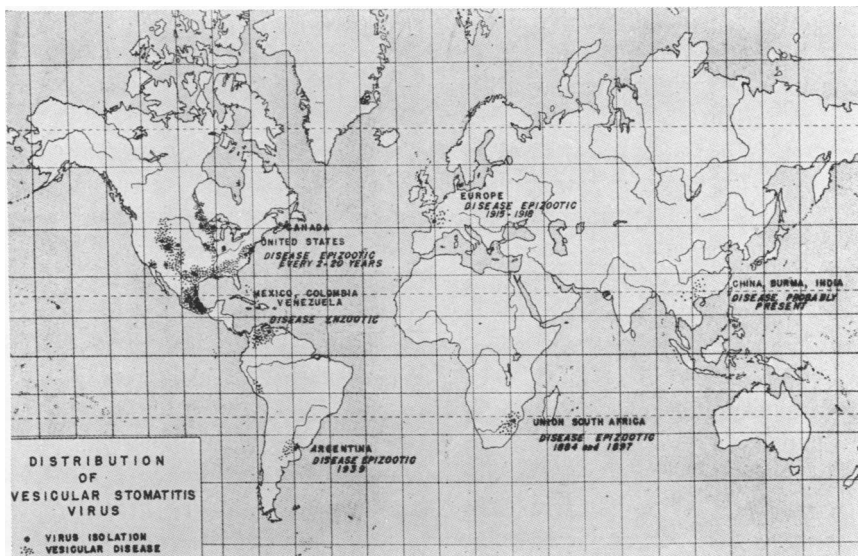 EUROPE
DISEASE EPIZOOTIC
1915-1918
CANADA
UNITED STATES
DISEASE EPIZOOTIC
EVERY 2-20 YEARS
MEXICO, COLOMBIA
VENEZUELA
DISEASE ENZOOTIC
CHINA, BURMA, INDIA
DISEASE PROBABLY
PRESENT
UNION SOUTH AFRICA
DISEASE EPIZOOTIC
1884 and 1897
ARGENTINA
DISEASE EPIZOOTIC
1939
DISTRIBUTION
OF
VESICULAR STOMATITIS
VIRUS
VIRUS ISOLATION
VESICULAR DISEASE